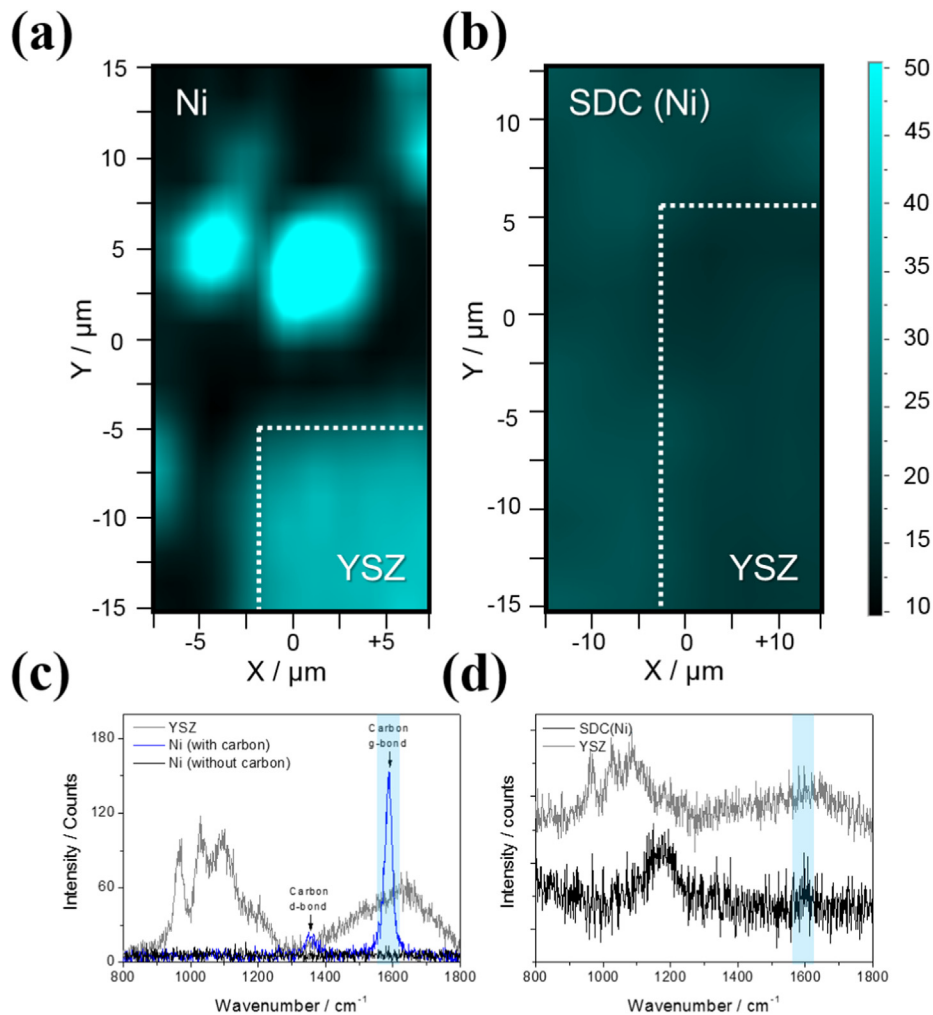 (a)
(b)
Ni
SDC (Ni)
YSZ
YSZ
15
10
5
0
-5
-10
-15
Y / µm
-5
0
+5
X / µm
10
5
0
-5
-10
-15
Y / µm
-10
0
+10
X / µm
50
45
40
35
30
25
20
15
10
(c)
(d)
YSZ
Ni (with carbon)
Ni (without carbon)
Carbon
g-bond
Carbon
d-bond
180
120
60
0
Intensity / Counts
800 1000 1200 1400 1600 1800
Wavenumber / cm⁻¹
SDC(Ni)
YSZ
Intensity / counts
800 1000 1200 1400 1600 1800
Wavenumber / cm⁻¹